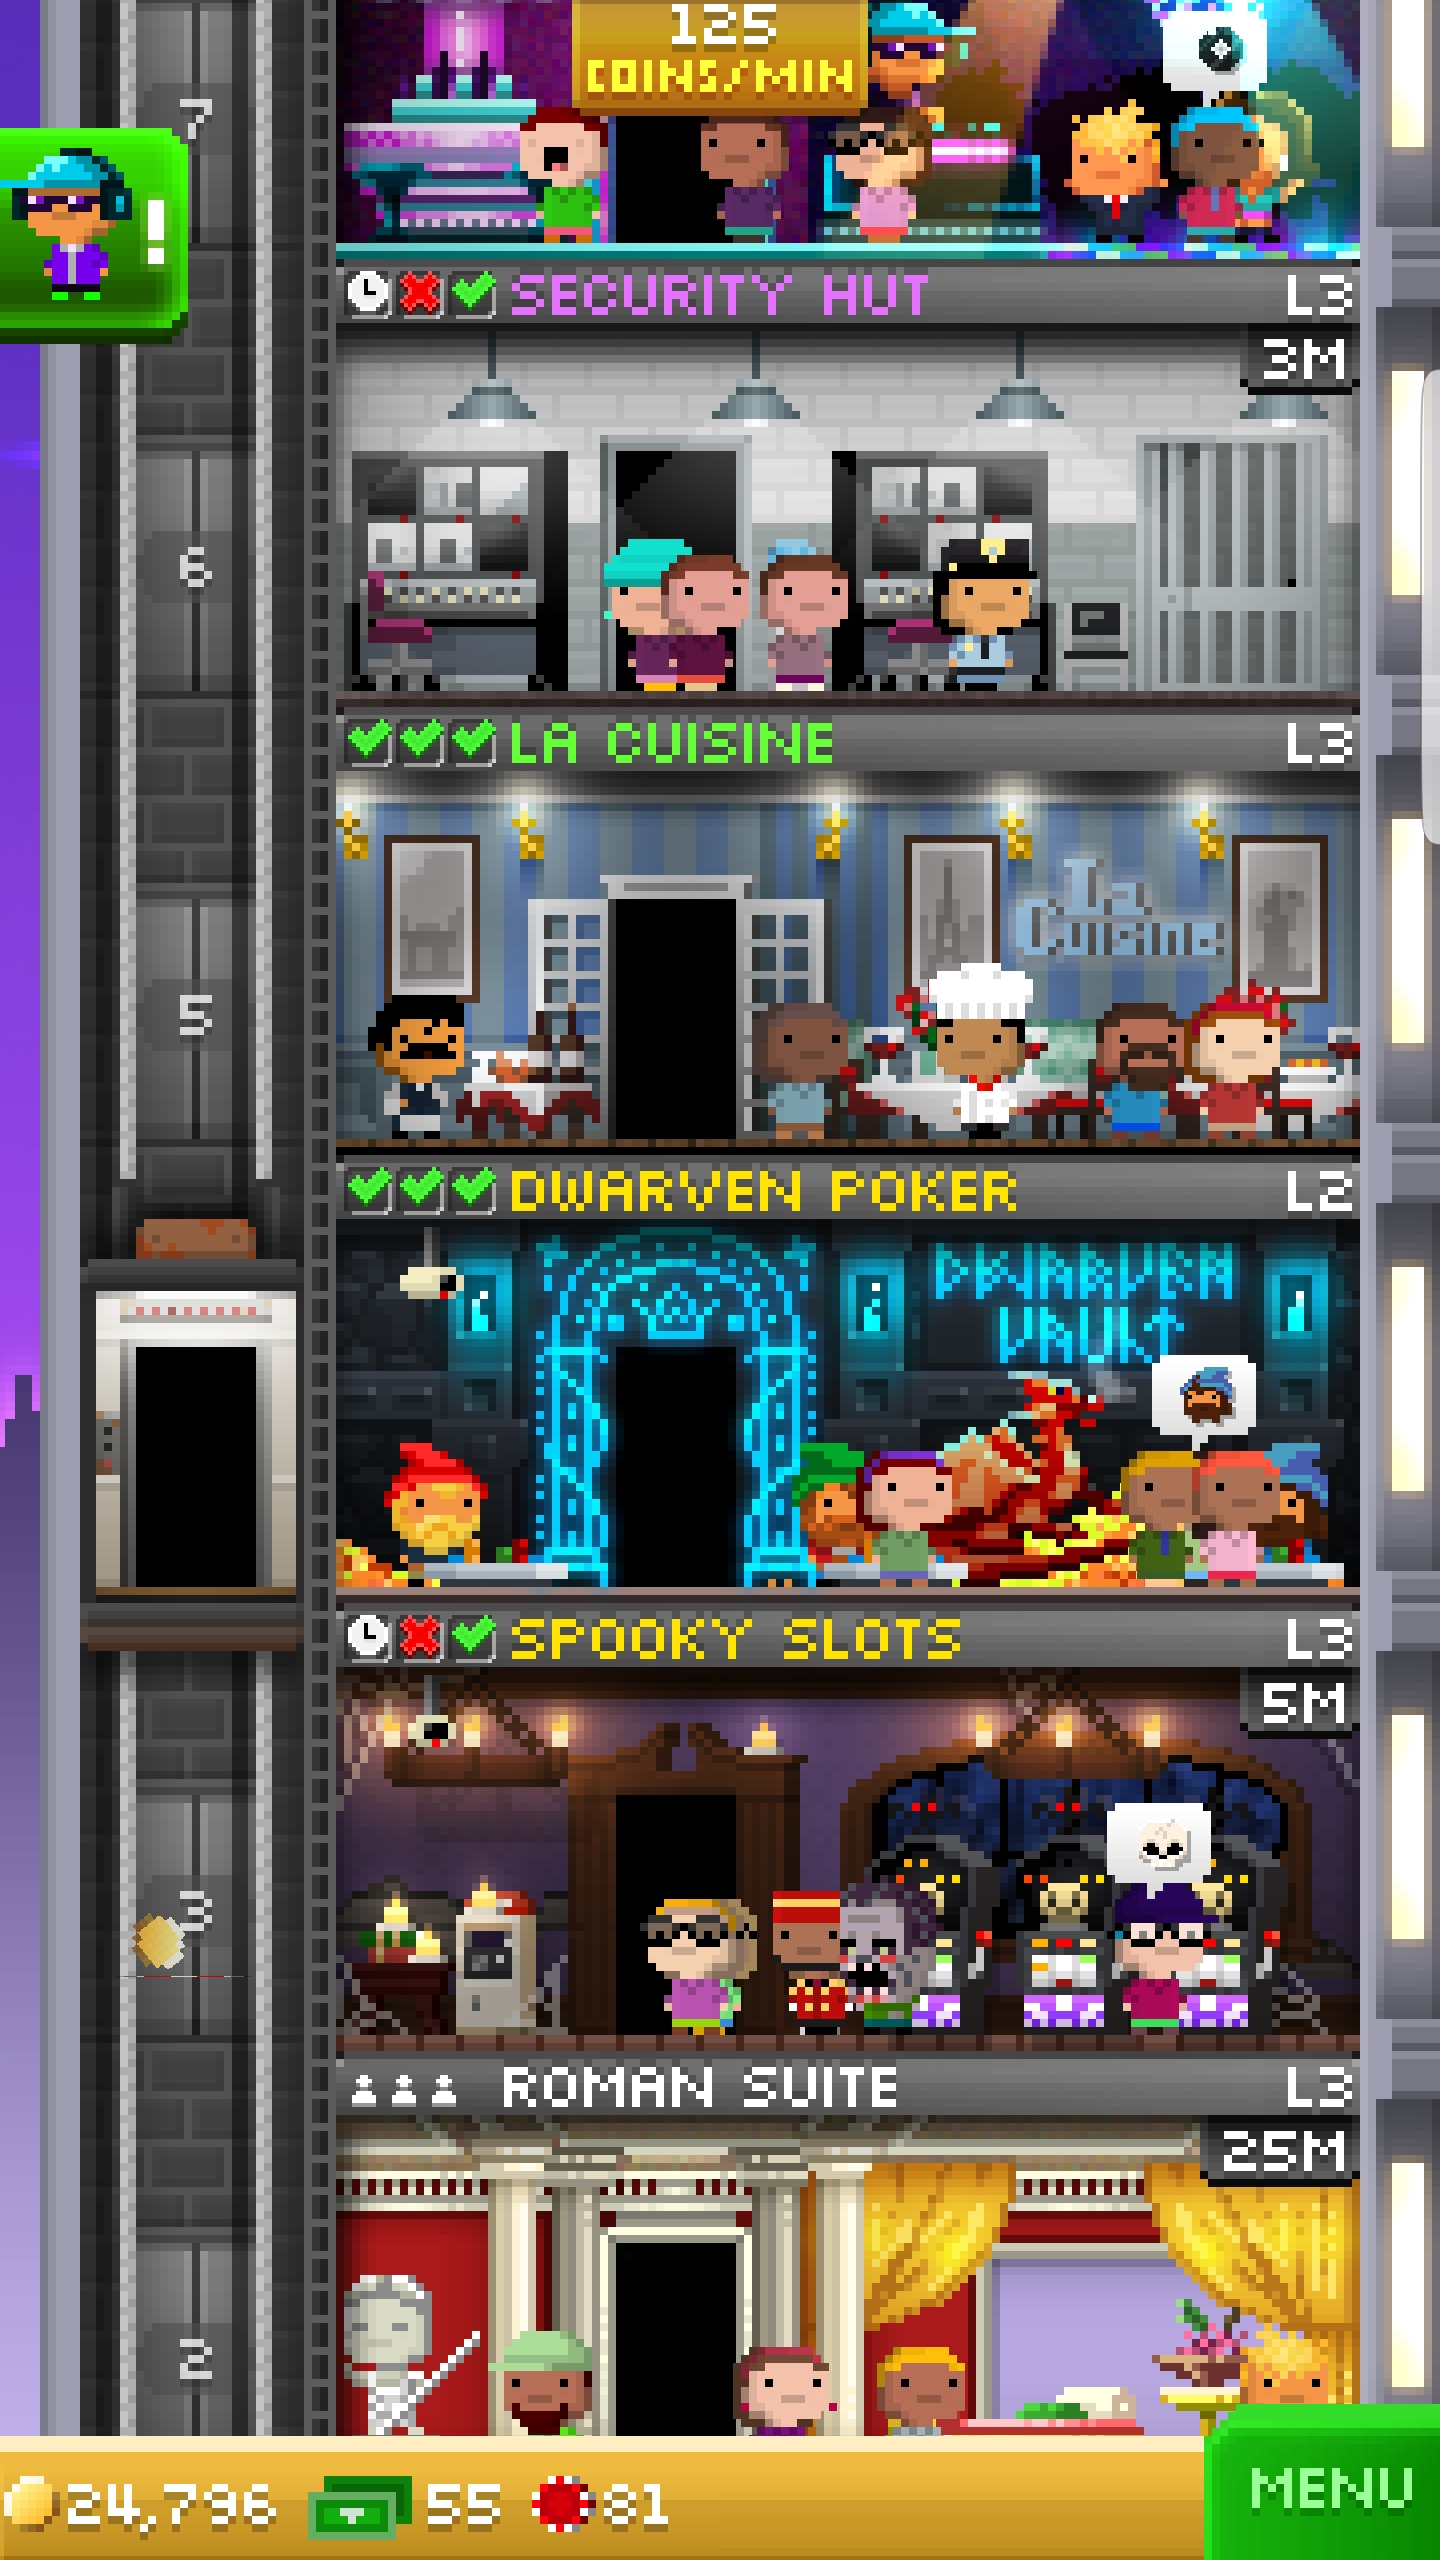 125
COINS/MIN
7
!
SECURITY HUT L3
3M
6
LA CUISINE L3
La
Cuisine
5
DWARVEN POKER L2
DWARVEN
VAULT
SPOOKY SLOTS L3
5M
3
ROMAN SUITE L3
25M
2
24,796 55 81
MENU